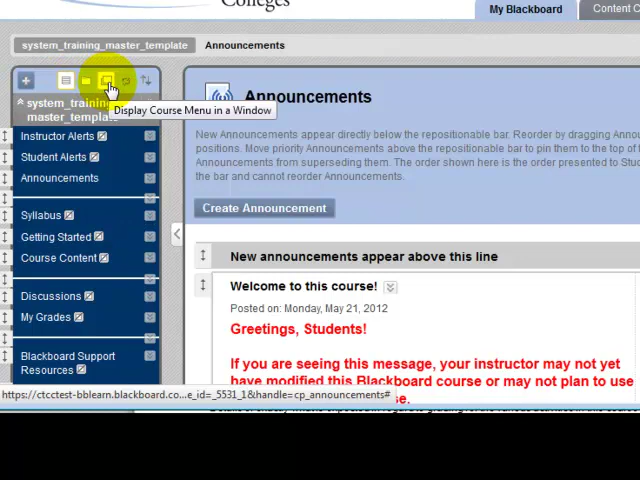 Colleges
My Blackboard
Content C
system_training_master_template
Announcements
Display Course Menu in a Window
system_training
master_template
Instructor Alerts
Student Alerts
Announcements
Syllabus
Getting Started
Course Content
Discussions
My Grades
Blackboard Support
Resources
Announcements
New Announcements appear directly below the repositionable bar. Reorder by dragging Announ
positions. Move priority Announcements above the repositionable bar to pin them to the top of
Announcements from superseding them. The order shown here is the order presented to Stud
the bar and cannot reorder Announcements.
Create Announcement
New announcements appear above this line
Welcome to this course!
Posted on: Monday, May 21, 2012
Greetings, Students!
If you are seeing this message, your instructor may not yet
have modified this Blackboard course or may not plan to use
se.
https://ctcctest-bblearn.blackboard.co...e_id=_5531_1&handle=cp_announcements#